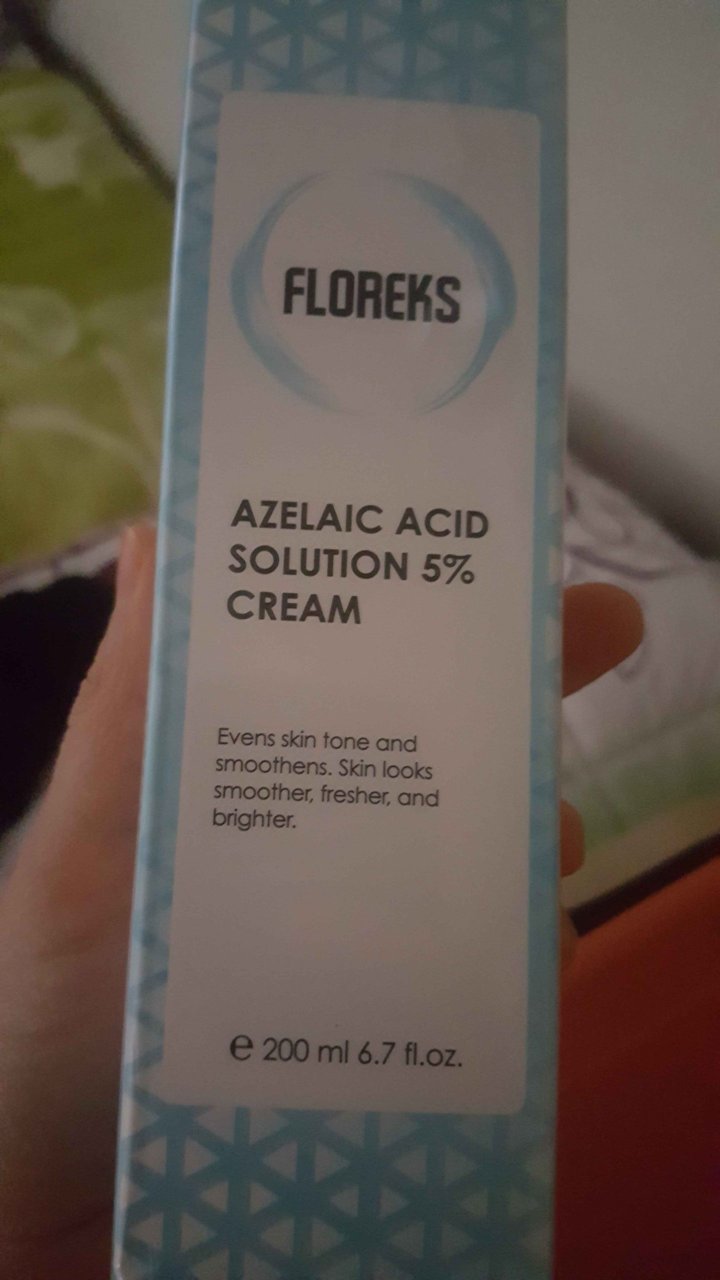 FLOREKS
AZELAIC ACID
SOLUTION 5%
CREAM
Evens skin tone and
smoothens. Skin looks
smoother, fresher, and
brighter.
℮ 200 ml 6.7 fl.oz.